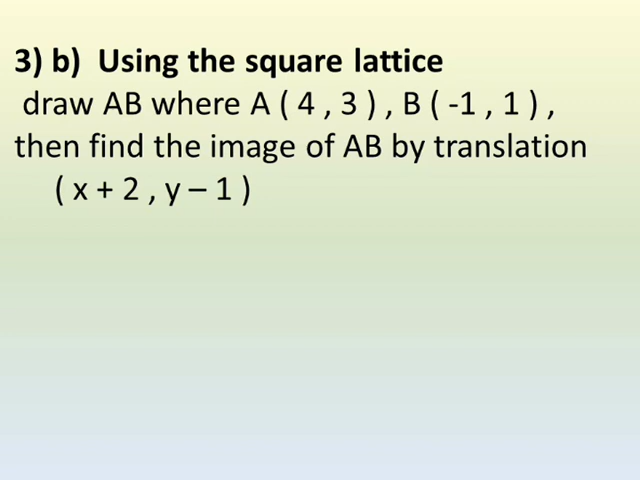 3) b) Using the square lattice
draw AB where A ( 4 , 3 ) , B ( -1 , 1 ) ,
then find the image of AB by translation
( x + 2 , y – 1 )